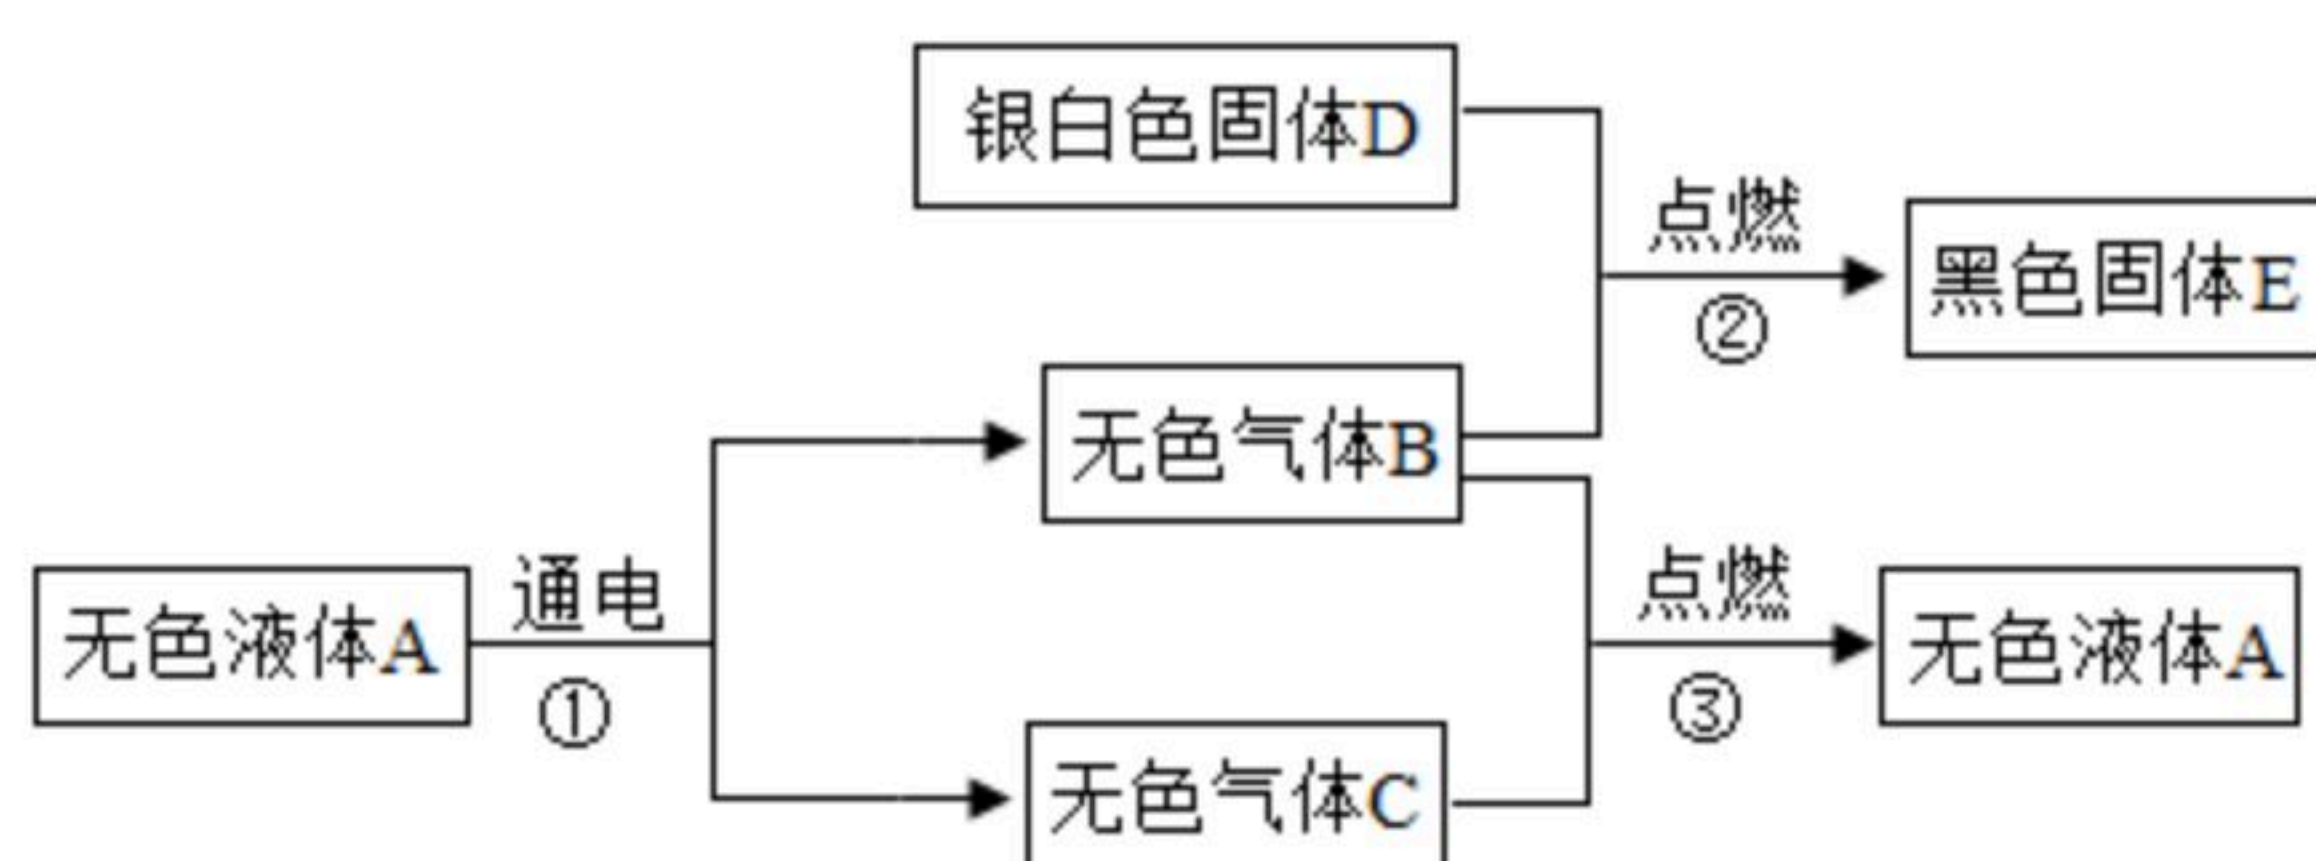 银白色固体D
点燃
②
黑色固体E
无色气体B
无色液体A
通电
①
点燃
③
无色液体A
无色气体C